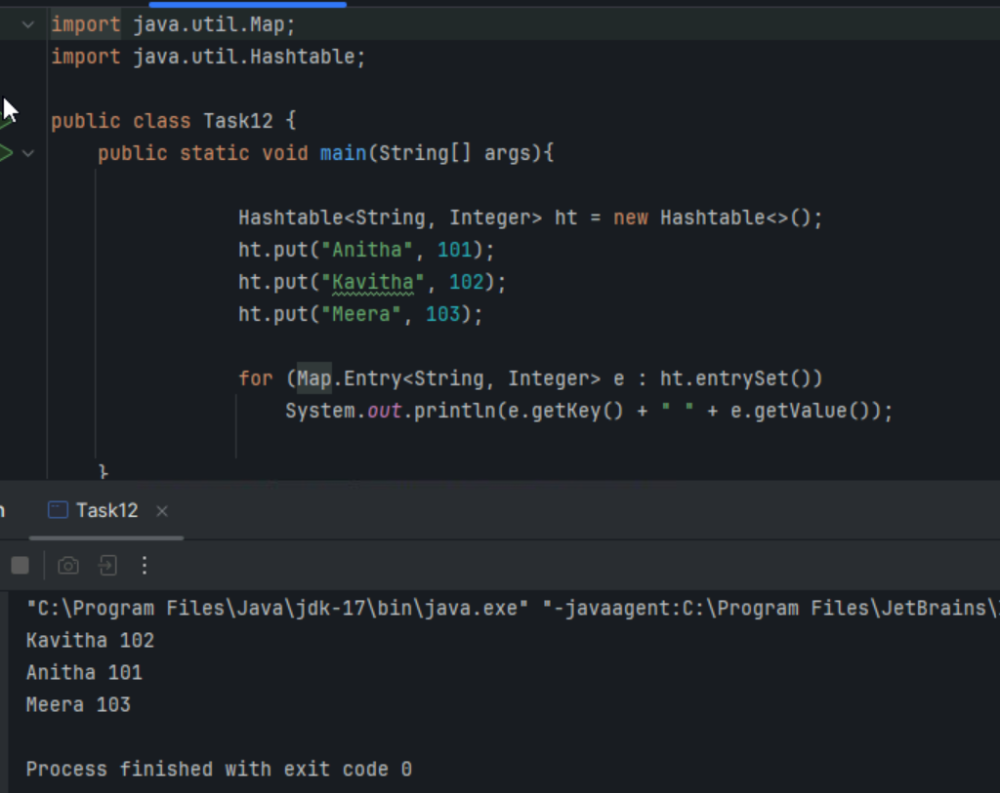 import java.util.Map;
import java.util.Hashtable;
public class Task12 {
public static void main(String[] args){
Hashtable<String, Integer> ht = new Hashtable<>();
ht.put("Anitha", 101);
ht.put("Kavitha", 102);
ht.put("Meera", 103);
for (Map.Entry<String, Integer> e : ht.entrySet())
System.out.println(e.getKey() + " " + e.getValue());
}
Task12
"C:\Program Files\Java\jdk-17\bin\java.exe" "-javaagent:C:\Program Files\JetBrains\
Kavitha 102
Anitha 101
Meera 103
Process finished with exit code 0